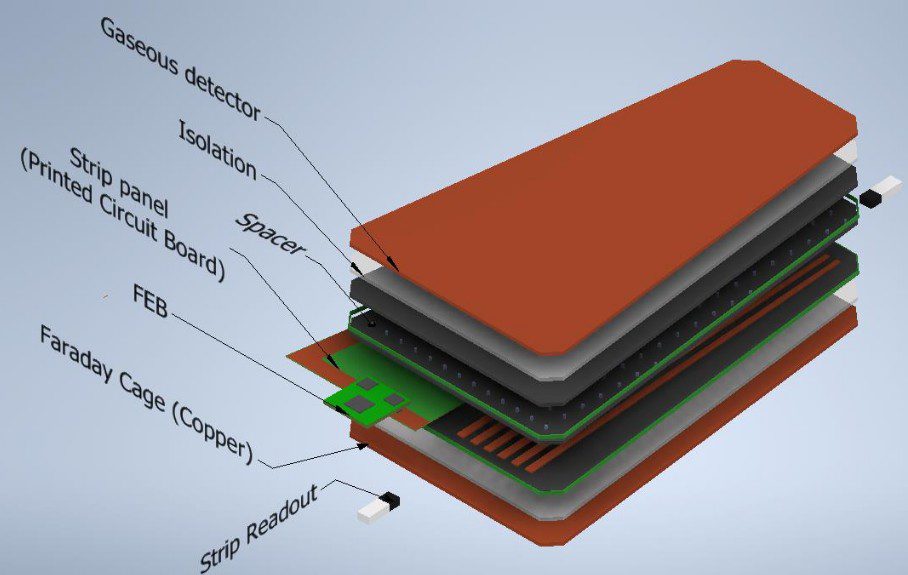 Gaseous detector
Isolation
Strip panel
(Printed Circuit Board)
Spacer
FEB
Faraday Cage (Copper)
Strip Readout